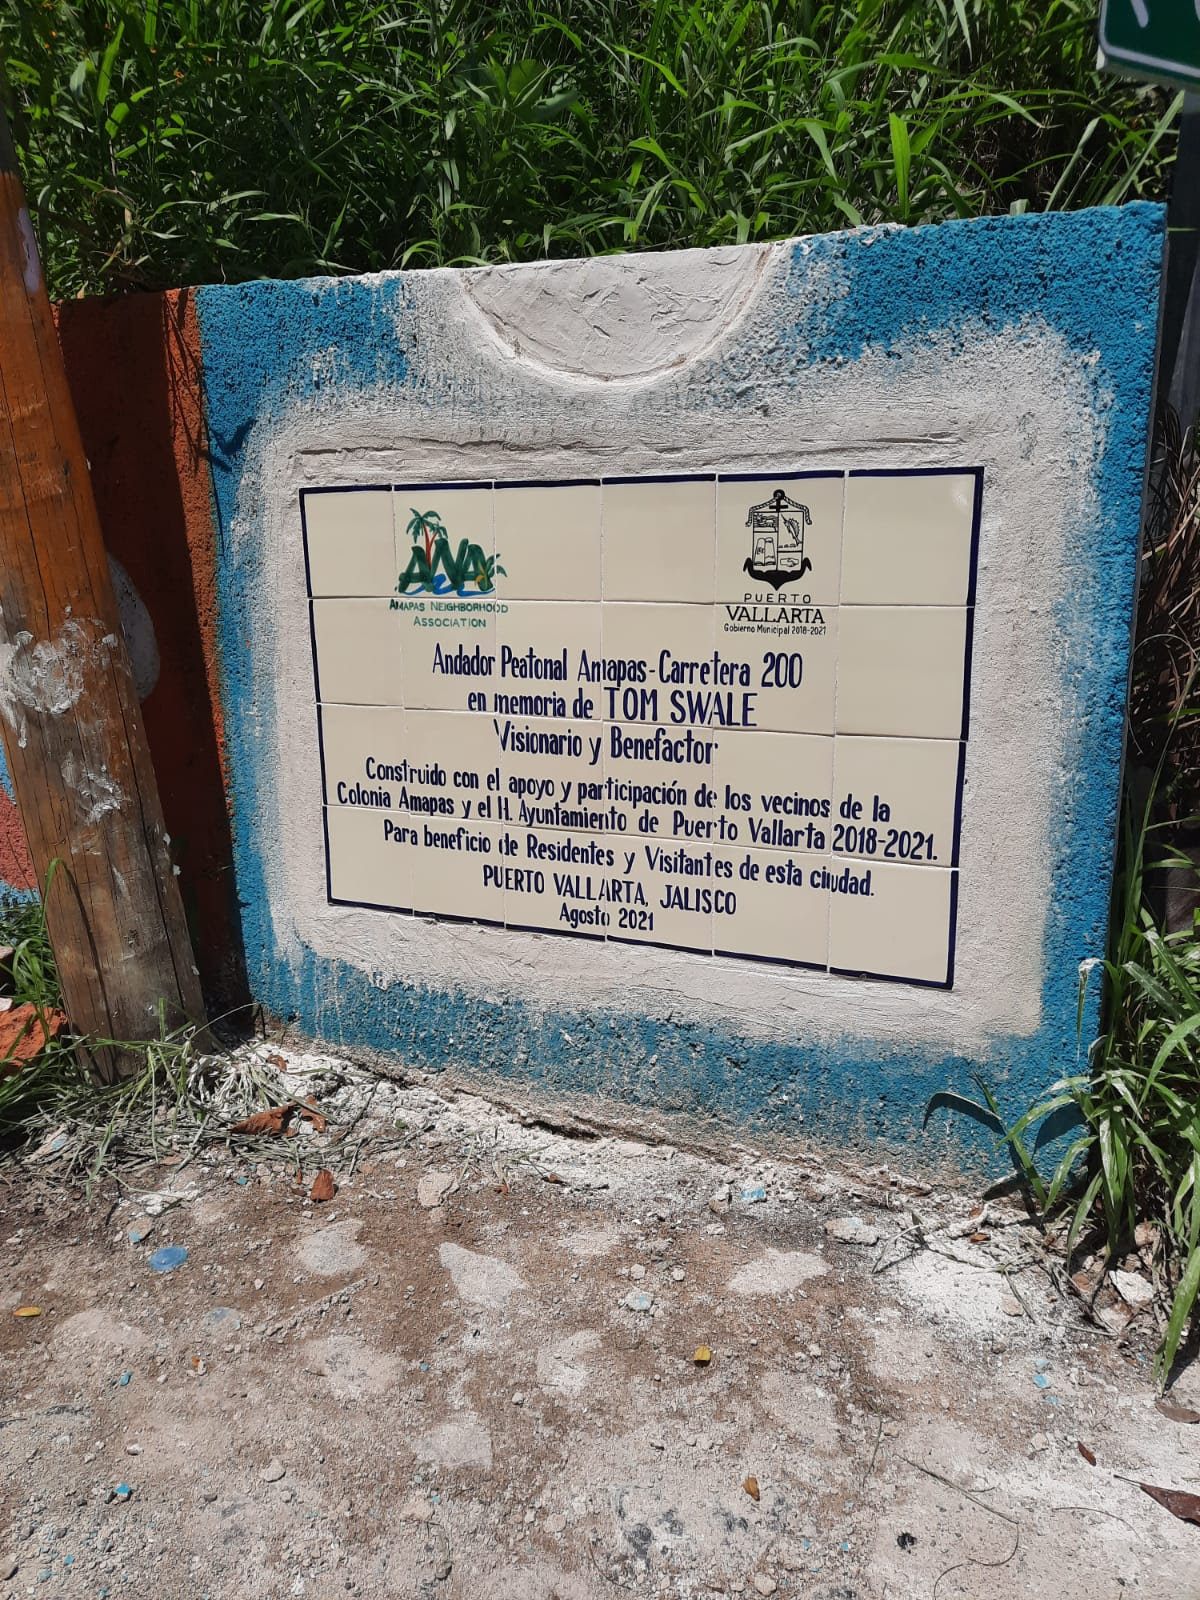 ANA
AMAPAS NEIGHBORHOOD
ASSOCIATION
PUERTO
VALLARTA
Gobierno Municipal 2018-2021
Andador Peatonal Amapas-Carretera 200
en memoria de TOM SWALE
Visionario y Benefactor
Construido con el apoyo y participación de los vecinos de la
Colonia Amapas y el H. Ayuntamiento de Puerto Vallarta 2018-2021.
Para beneficio de Residentes y Visitantes de esta ciudad.
PUERTO VALLARTA, JALISCO
Agosto 2021